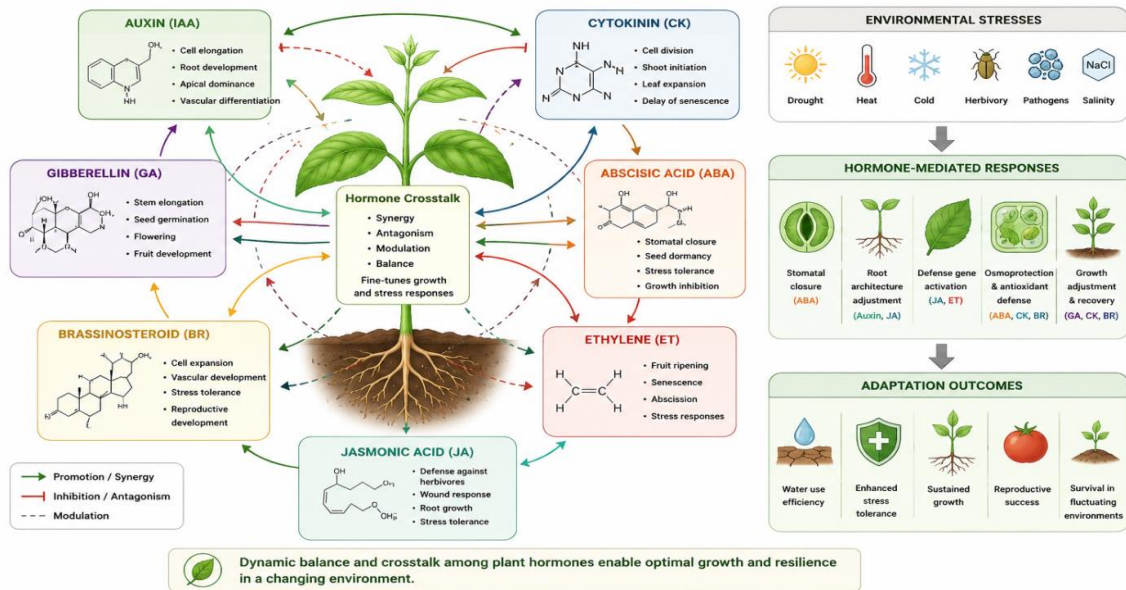 AUXIN (IAA)
OH
N
NH
• Cell elongation
• Root development
• Apical dominance
• Vascular differentiation
CYTOKININ (CK)
NH
• Cell division
• Shoot initiation
• Leaf expansion
• Delay of senescence
GIBBERELLIN (GA)
OH
• Stem elongation
• Seed germination
• Flowering
• Fruit development
Hormone Crosstalk
• Synergy
• Antagonism
• Modulation
• Balance
Fine-tunes growth
and stress responses
ABSCISIC ACID (ABA)
OH
• Stomatal closure
• Seed dormancy
• Stress tolerance
• Growth inhibition
BRASSINOSTEROID (BR)
• Cell expansion
• Vascular development
• Stress tolerance
• Reproductive
development
ETHYLENE (ET)
H H
H H
• Fruit ripening
• Senescence
• Abscission
• Stress responses
JASMONIC ACID (JA)
OH
• Defense against
herbivores
• Wound response
• Root growth
• Stress tolerance
Promotion / Synergy
Inhibition / Antagonism
Modulation
ENVIRONMENTAL STRESSES
NaCl
Drought Heat Cold Herbivory Pathogens Salinity
HORMONE-MEDIATED RESPONSES
Stomatal
closure
(ABA)
Root
architecture
adjustment
(Auxin, JA)
Defense gene
activation
(JA, ET)
Osmoprotection
& antioxidant
defense
(ABA, CK, BR)
Growth
adjustment
& recovery
(GA, CK, BR)
ADAPTATION OUTCOMES
Water use
efficiency
Enhanced
stress
tolerance
Sustained
growth
Reproductive
success
Survival in
fluctuating
environments
Dynamic balance and crosstalk among plant hormones enable optimal growth and resilience
in a changing environment.